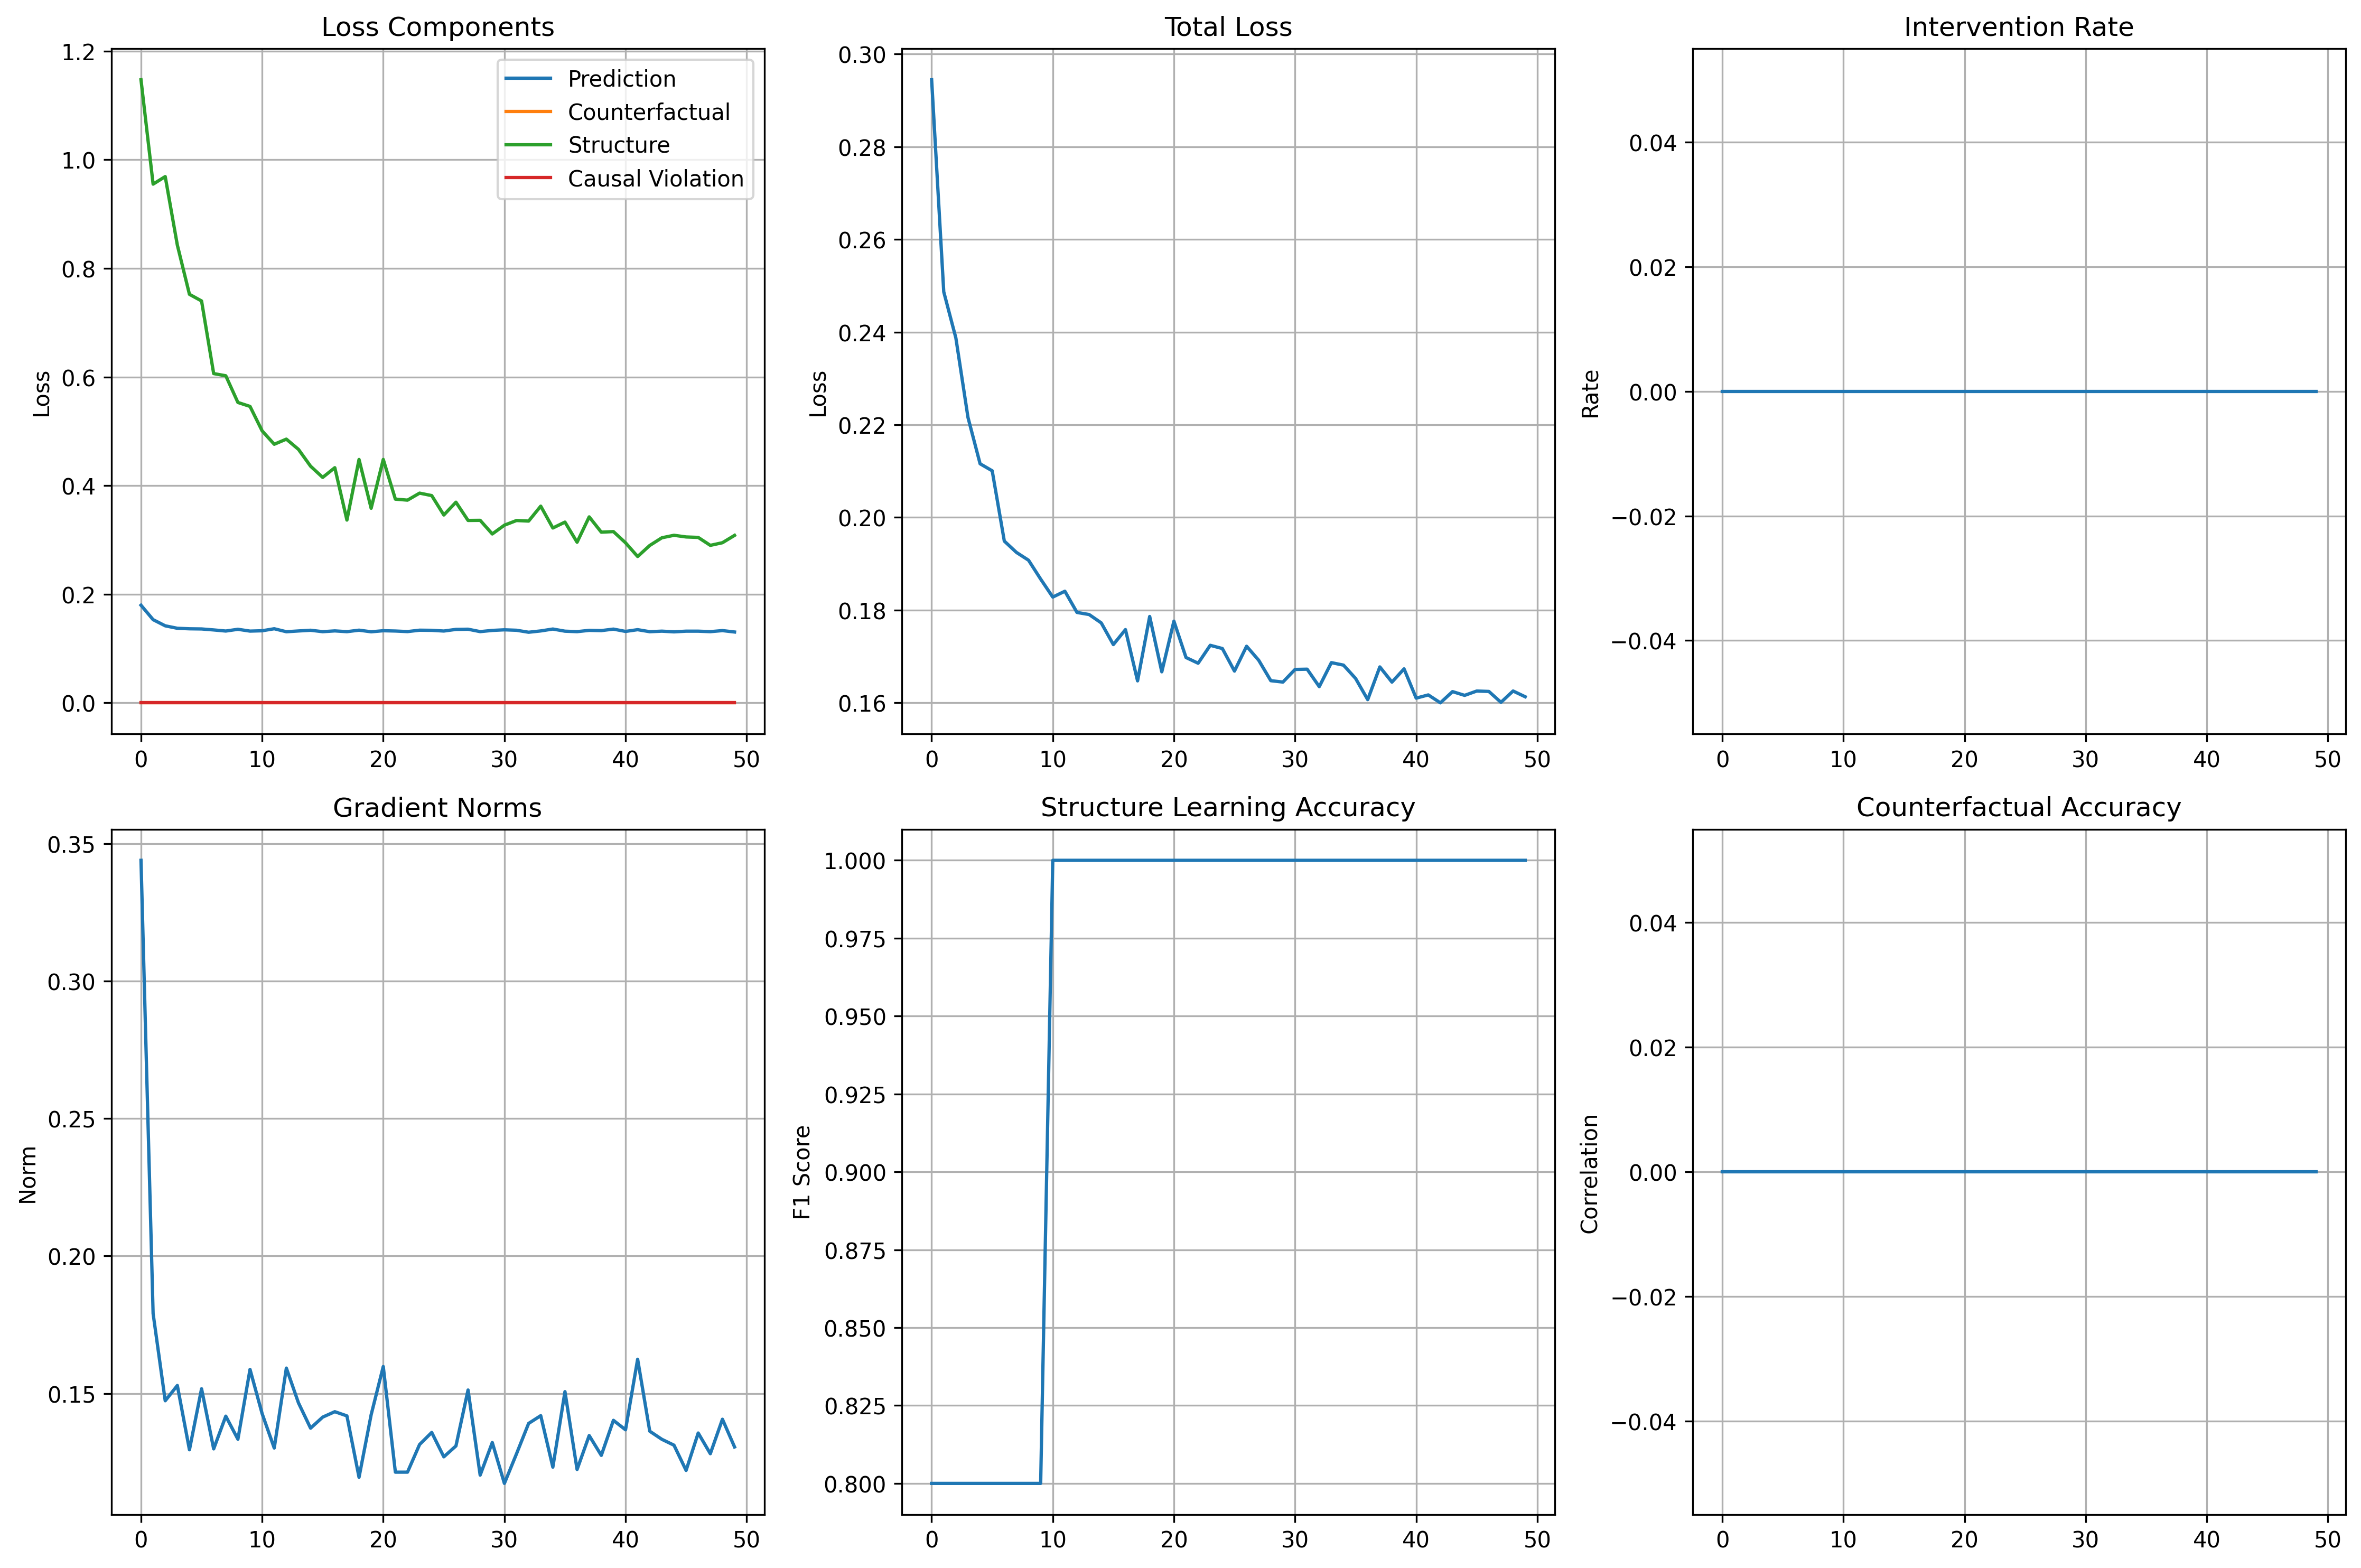 Loss Components
Loss
1.2
1.0
0.8
0.6
0.4
0.2
0.0
Prediction
Counterfactual
Structure
Causal Violation
0 10 20 30 40 50
Total Loss
Loss
0.30
0.28
0.26
0.24
0.22
0.20
0.18
0.16
0 10 20 30 40 50
Intervention Rate
Rate
0.04
0.02
0.00
−0.02
−0.04
0 10 20 30 40 50
Gradient Norms
Norm
0.35
0.30
0.25
0.20
0.15
0 10 20 30 40 50
Structure Learning Accuracy
F1 Score
1.000
0.975
0.950
0.925
0.900
0.875
0.850
0.825
0.800
0 10 20 30 40 50
Counterfactual Accuracy
Correlation
0.04
0.02
0.00
−0.02
−0.04
0 10 20 30 40 50